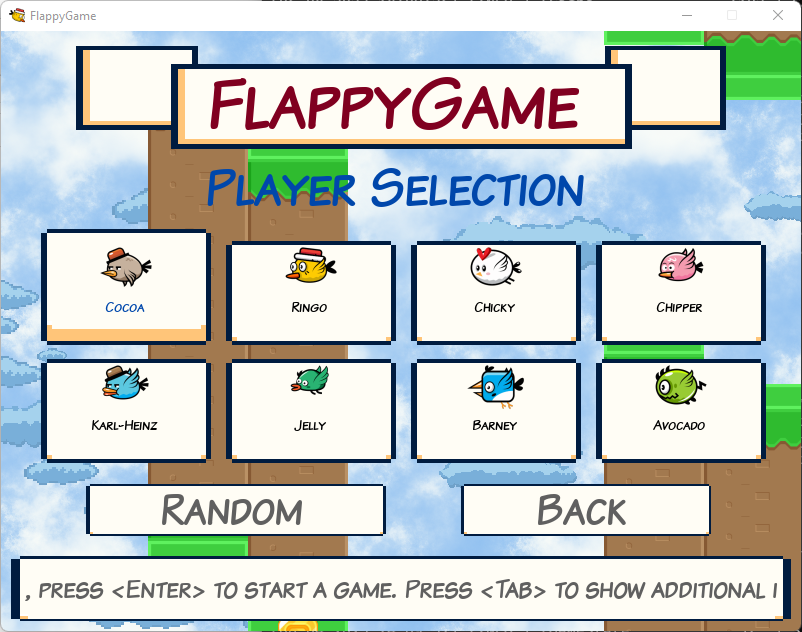 FlappyGame
FlappyGame
Player Selection
Cocoa
Ringo
Chicky
Chipper
Karl-Heinz
Jelly
Barney
Avocado
Random
Back
, press <Enter> to start a game. Press <Tab> to show additional i